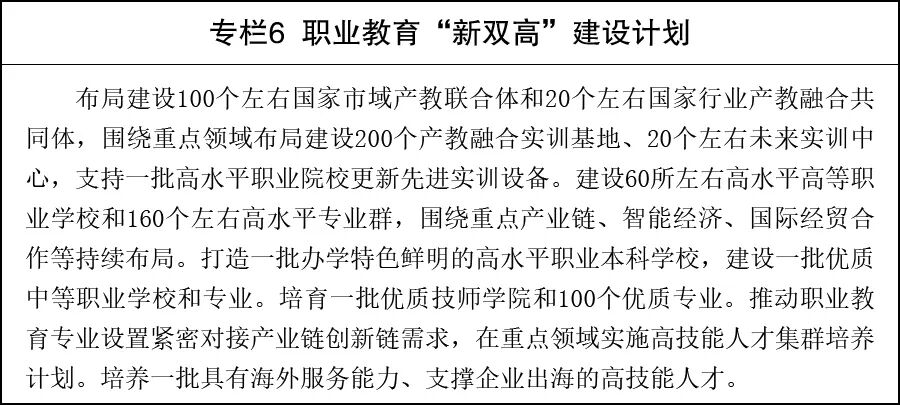 专栏6 职业教育“新双高”建设计划
布局建设100个左右国家市域产教联合体和20个左右国家行业产教融合共
同体，围绕重点领域布局建设200个产教融合实训基地、20个左右未来实训中
心，支持一批高水平职业院校更新先进实训设备。建设60所左右高水平高等职
业学校和160个左右高水平专业群，围绕重点产业链、智能经济、国际经贸合
作等持续布局。打造一批办学特色鲜明的高水平职业本科学校，建设一批优质
中等职业学校和专业。培育一批优质技师学院和100个优质专业。推动职业教
育专业设置紧密对接产业链创新链需求，在重点领域实施高技能人才集群培养
计划。培养一批具有海外服务能力、支撑企业出海的高技能人才。